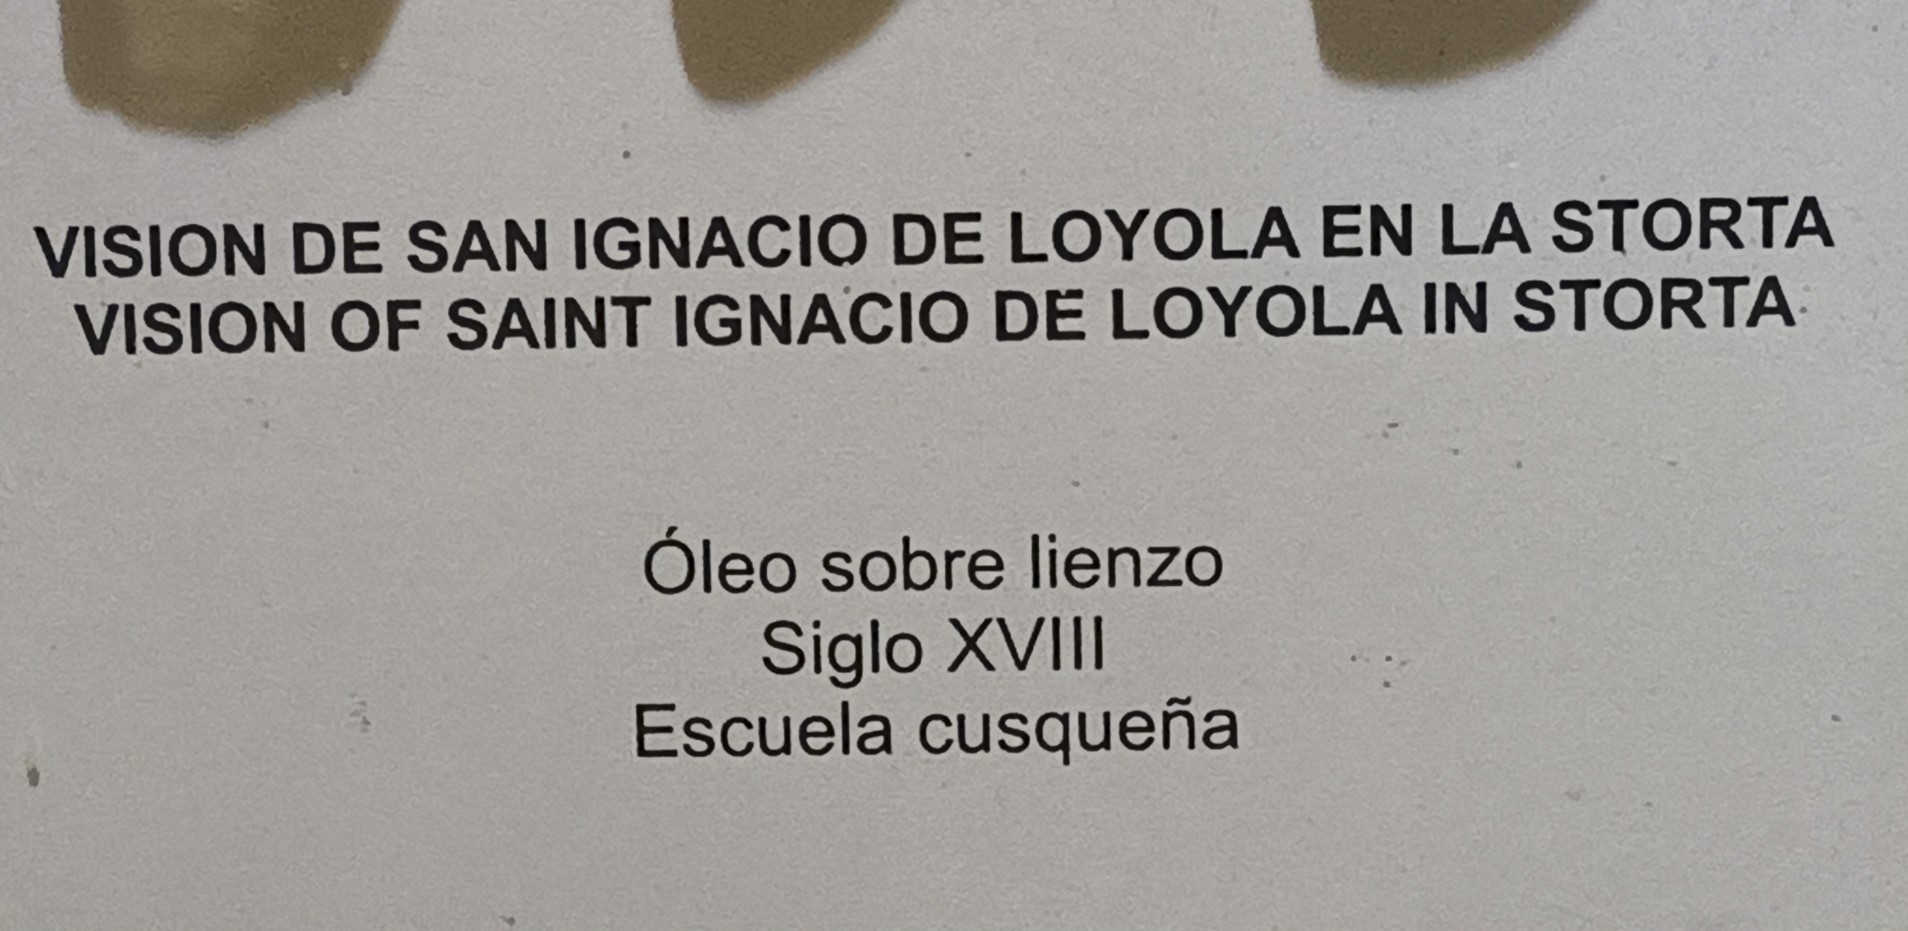 VISION DE SAN IGNACIO DE LOYOLA EN LA STORTA
VISION OF SAINT IGNACIO DE LOYOLA IN STORTA
Óleo sobre lienzo
Siglo XVIII
Escuela cusqueña